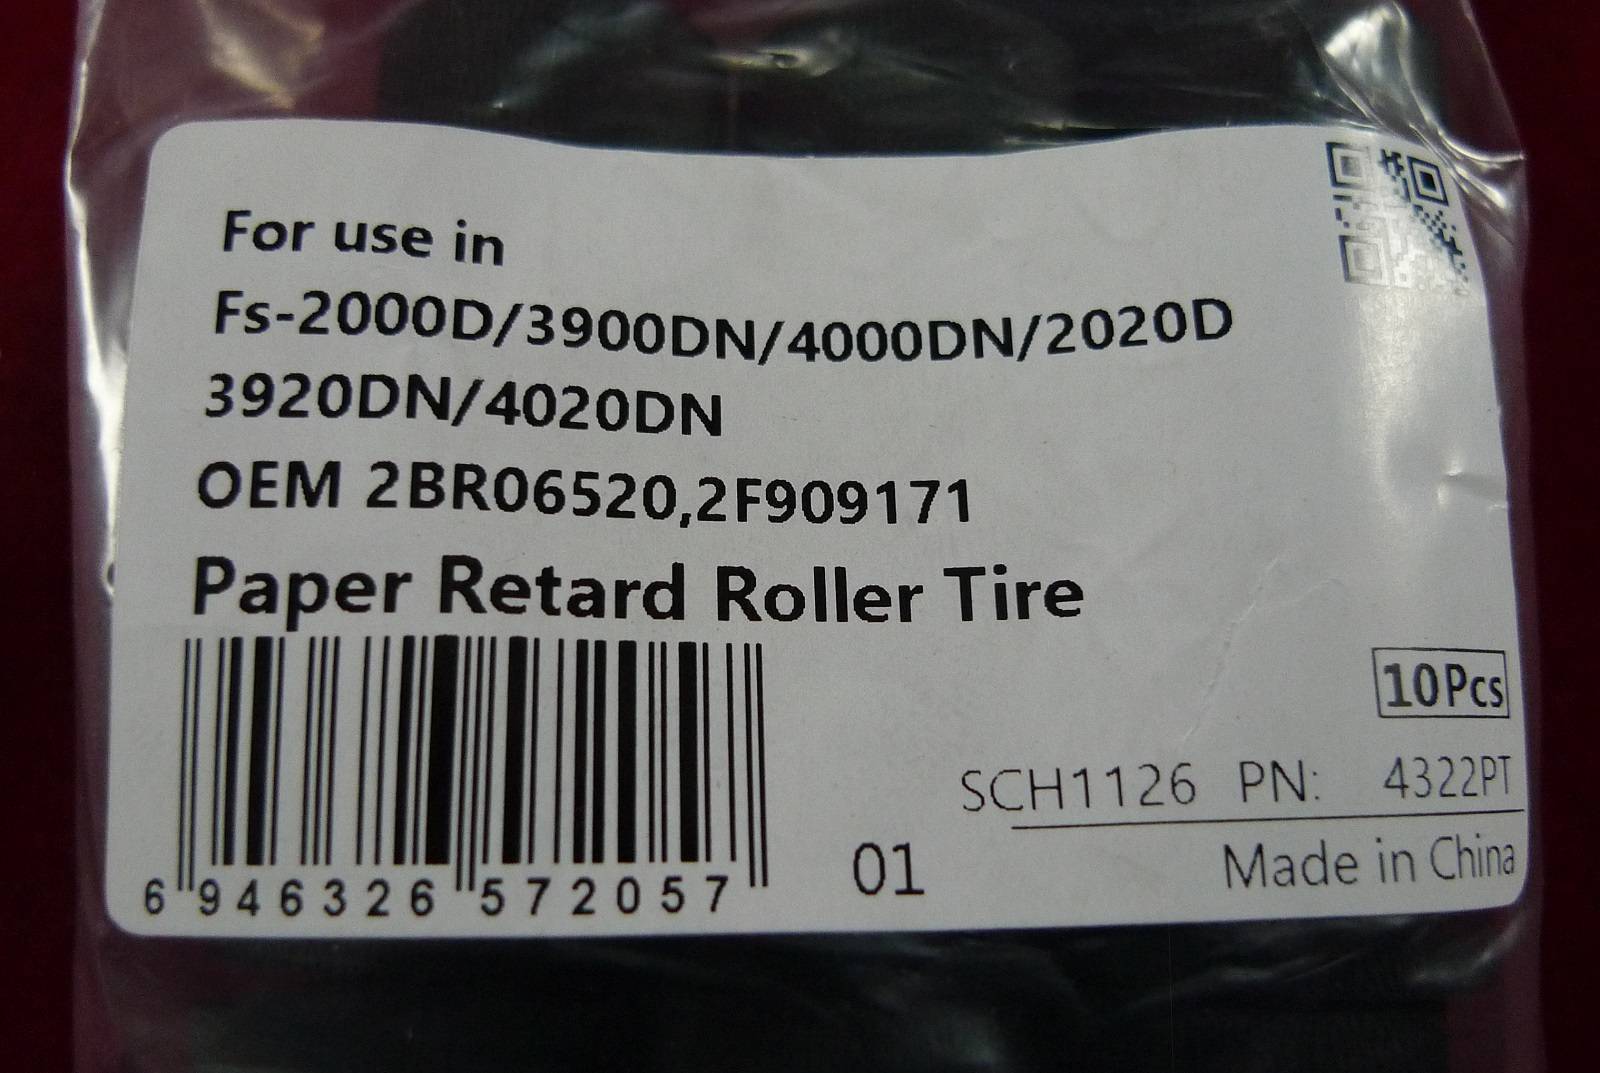 For use in
Fs-2000D/3900DN/4000DN/2020D
3920DN/4020DN
OEM 2BR06520,2F909171
Paper Retard Roller Tire
10Pcs
SCH1126 PN: 4322PT
01
Made in China
6 946326 572057